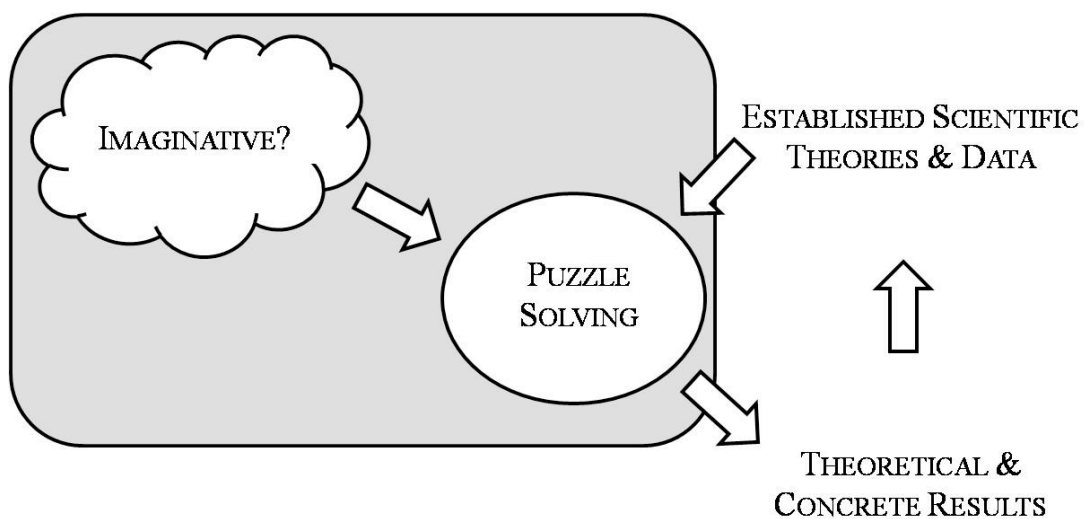 IMAGINATIVE?
ESTABLISHED SCIENTIFIC
THEORIES & DATA
PUZZLE
SOLVING
THEORETICAL &
CONCRETE RESULTS